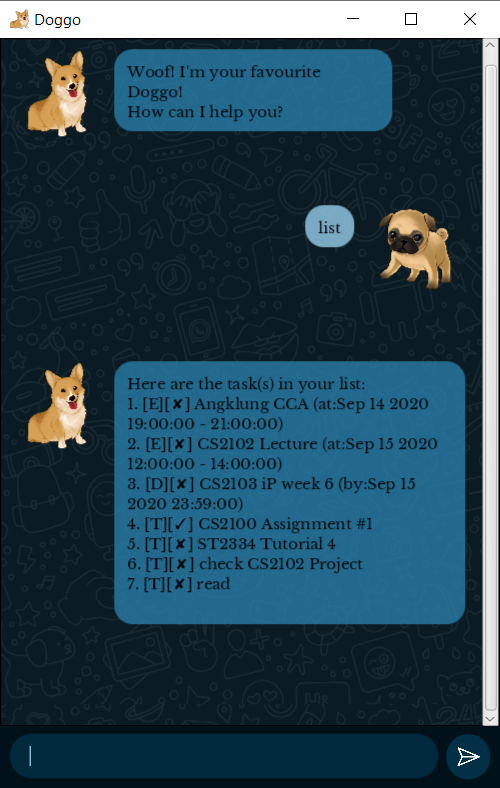 Doggo
Woof! I'm your favourite
Doggo!
How can I help you?
list
Here are the task(s) in your list:
1. [E][✘] Angklung CCA (at:Sep 14 2020
19:00:00 - 21:00:00)
2. [E][✘] CS2102 Lecture (at:Sep 15 2020
12:00:00 - 14:00:00)
3. [D][✘] CS2103 iP week 6 (by:Sep 15
2020 23:59:00)
4. [T][✓] CS2100 Assignment #1
5. [T][✘] ST2334 Tutorial 4
6. [T][✘] check CS2102 Project
7. [T][✘] read